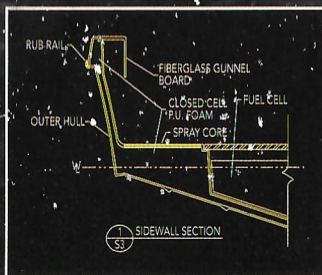 RUB RAIL
FIBERGLASS GUNNEL
BOARD
CLOSED CELL
P.U. FOAM
FUEL CELL
OUTER HULL
SPRAY CORE
1
S3
SIDEWALL SECTION